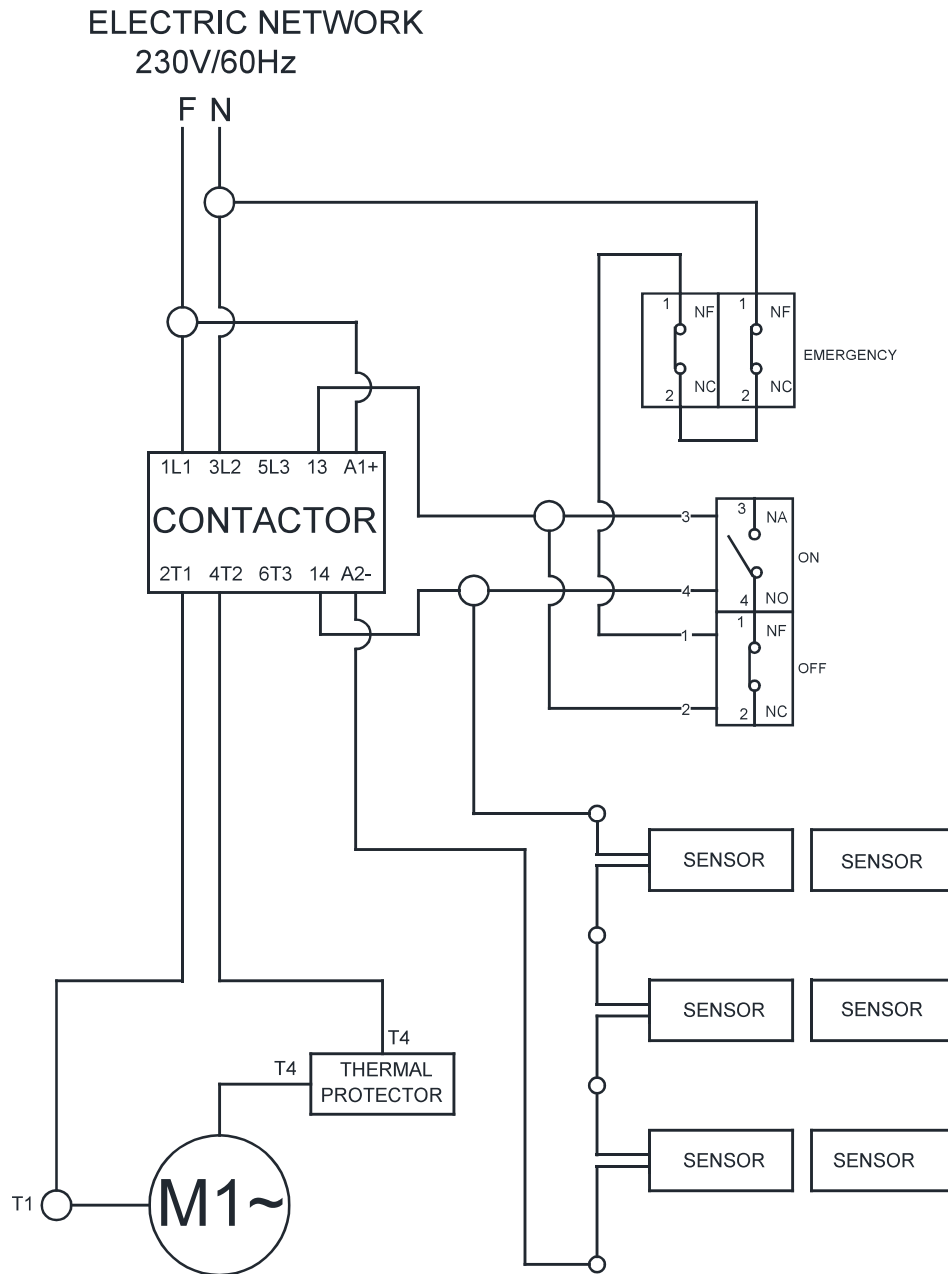 ELECTRIC NETWORK
230V/60Hz
F N
1 NF 1 NF
EMERGENCY
2 NC 2 NC
1L1 3L2 5L3 13 A1+
CONTACTOR
2T1 4T2 6T3 14 A2-
3 3 NA
ON
4 4 NO
1 1 NF
OFF
2 2 NC
SENSOR SENSOR
SENSOR SENSOR
T4
T4 THERMAL
PROTECTOR
SENSOR SENSOR
T1 M1~